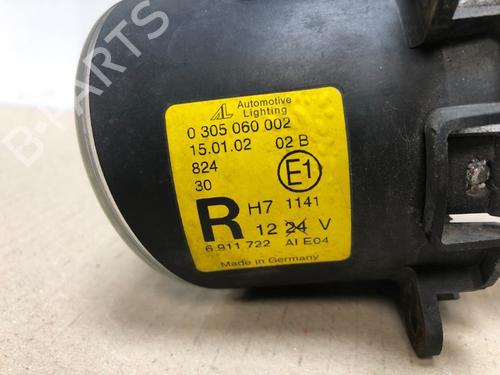 B-PARTS
AL Automotive
Lighting
0 305 060 002
15.01.02 02 B
824
30
E1
R H7 1141
12 24 V
6 911 722 AI E04
Made in Germany